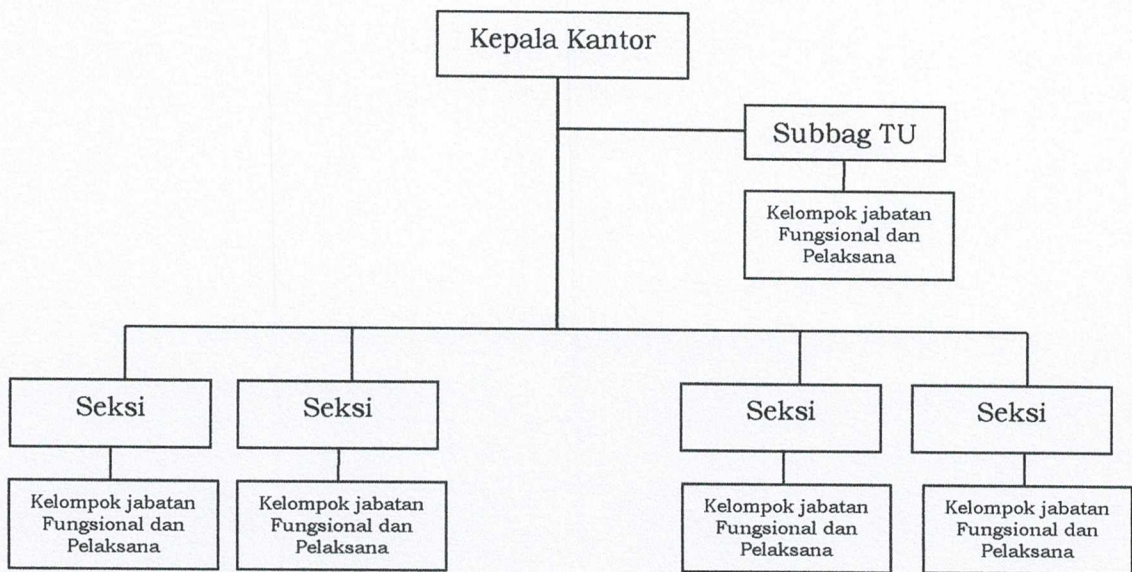 Kepala Kantor
Subbag TU
Kelompok jabatan
Fungsional dan
Pelaksana
Seksi
Seksi
Seksi
Seksi
Kelompok jabatan
Fungsional dan
Pelaksana
Kelompok jabatan
Fungsional dan
Pelaksana
Kelompok jabatan
Fungsional dan
Pelaksana
Kelompok jabatan
Fungsional dan
Pelaksana